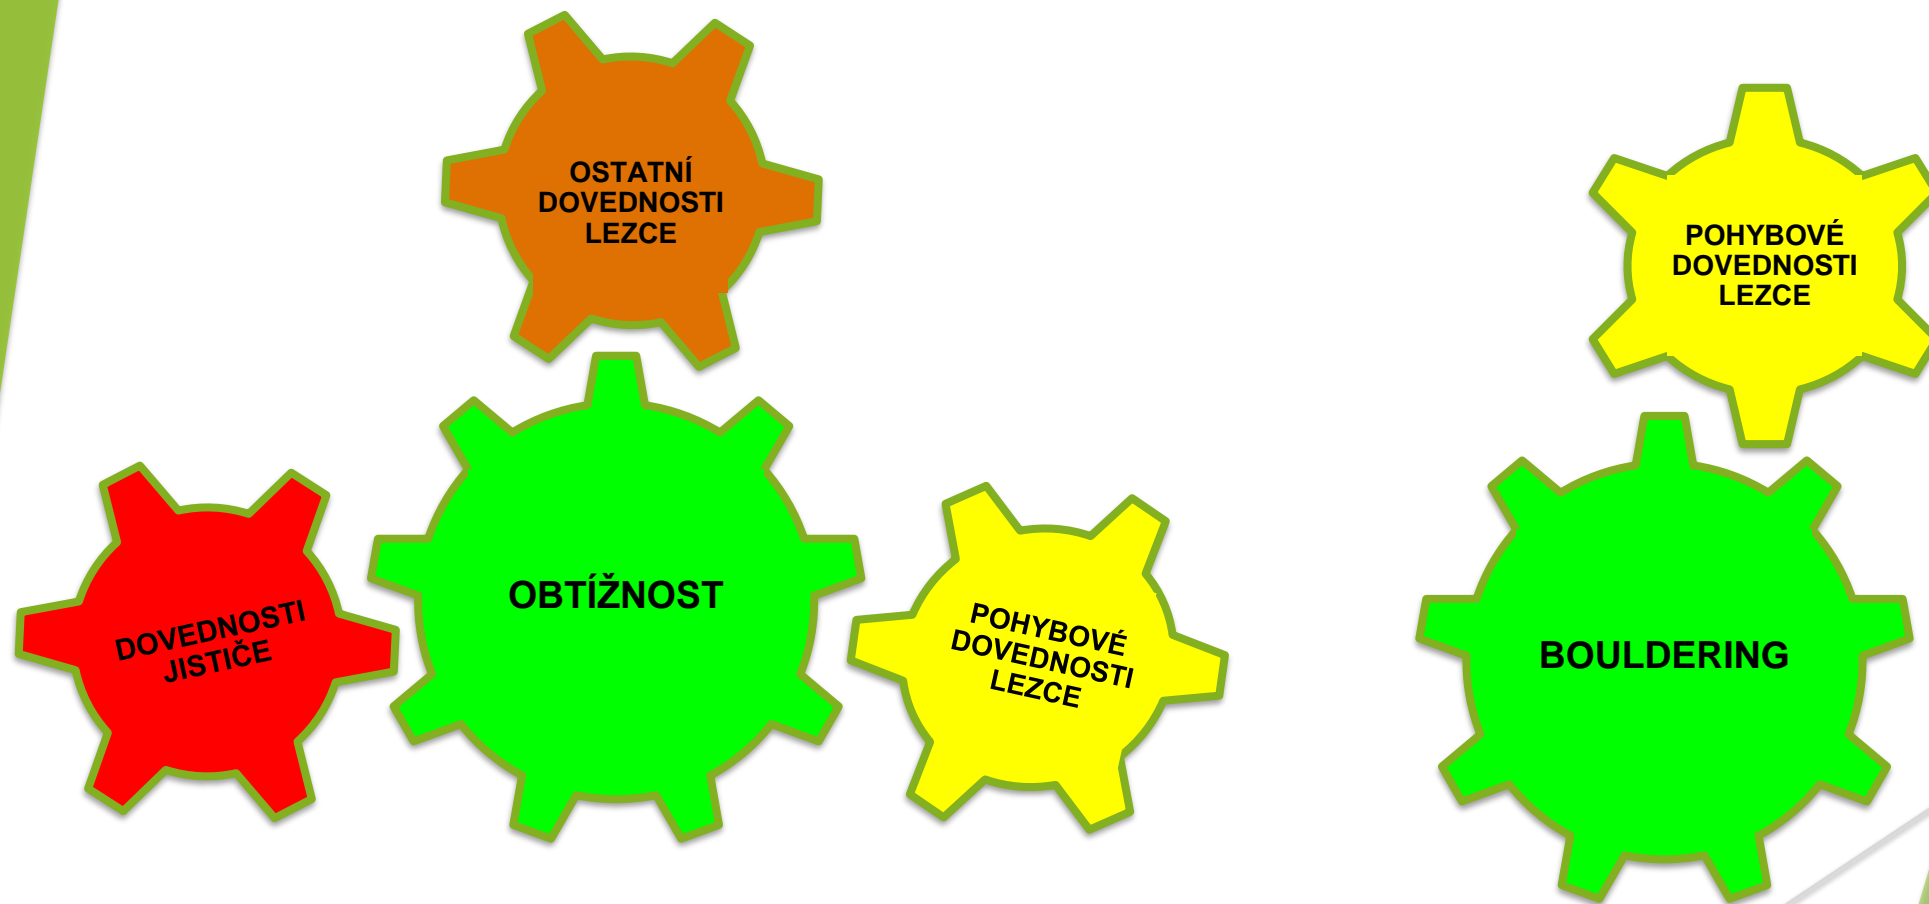 OSTATNÍ
DOVEDNOSTI
LEZCE
POHYBOVÉ
DOVEDNOSTI
LEZCE
OBTÍŽNOST
DOVEDNOSTI
JISTIČE
POHYBOVÉ
DOVEDNOSTI
LEZCE
BOULDERING